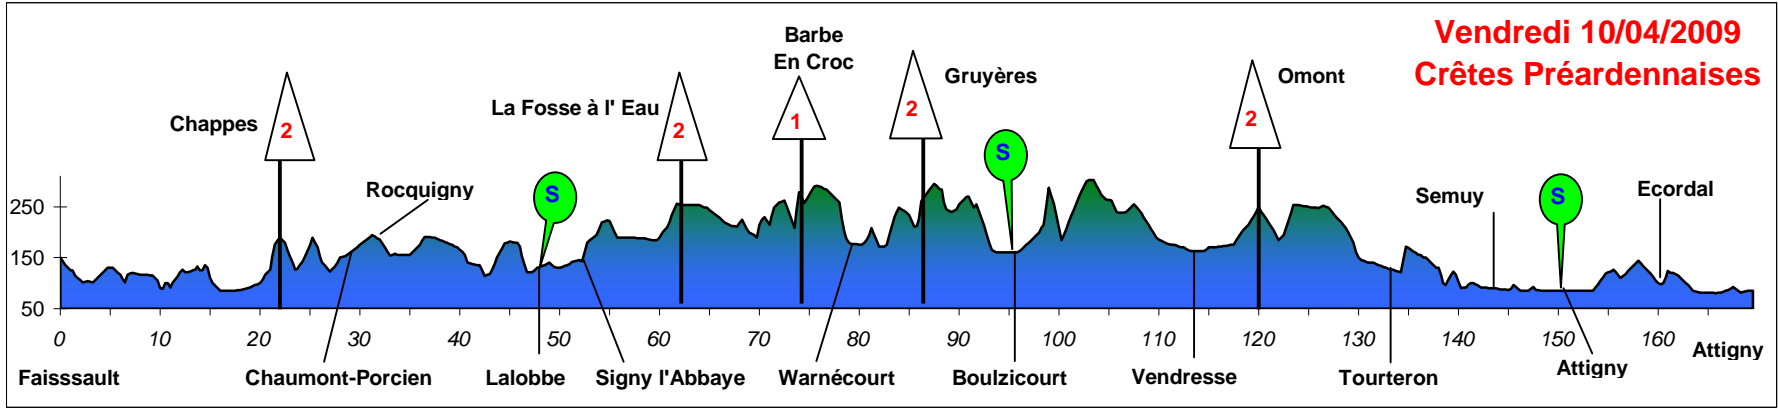 Vendredi 10/04/2009
Crêtes Préardennaises
Barbe
En Croc
Gruyères
Omont
La Fosse à l' Eau
Chappes
2
2
1
2
2
Rocquigny
S
S
S
Semuy
Ecordal
250
150
50
0 10 20 30 40 50 60 70 80 90 100 110 120 130 140 150 160
Faisssault
Chaumont-Porcien
Lalobbe
Signy l'Abbaye
Warnécourt
Boulzicourt
Vendresse
Tourteron
Attigny
Attigny